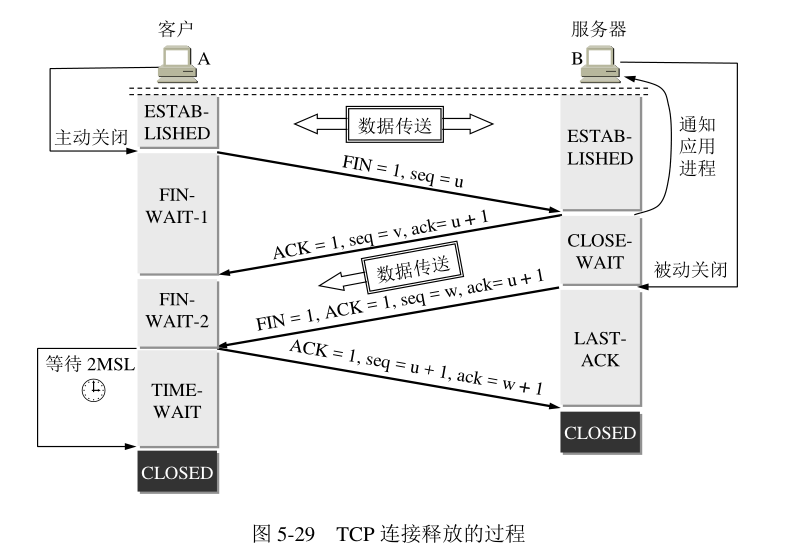 客户
服务器
A
B
ESTAB-
LISHED
数据传送
ESTAB-
LISHED
通知
应用
进程
主动关闭
FIN = 1, seq = u
FIN-
WAIT-1
ACK = 1, seq = v, ack= u + 1
CLOSE-
WAIT
数据传送
被动关闭
FIN-
WAIT-2
FIN = 1, ACK = 1, seq = w, ack= u + 1
LAST-
ACK
等待 2MSL
ACK = 1, seq = u + 1, ack = w + 1
TIME-
WAIT
CLOSED
CLOSED
图 5-29 TCP 连接释放的过程